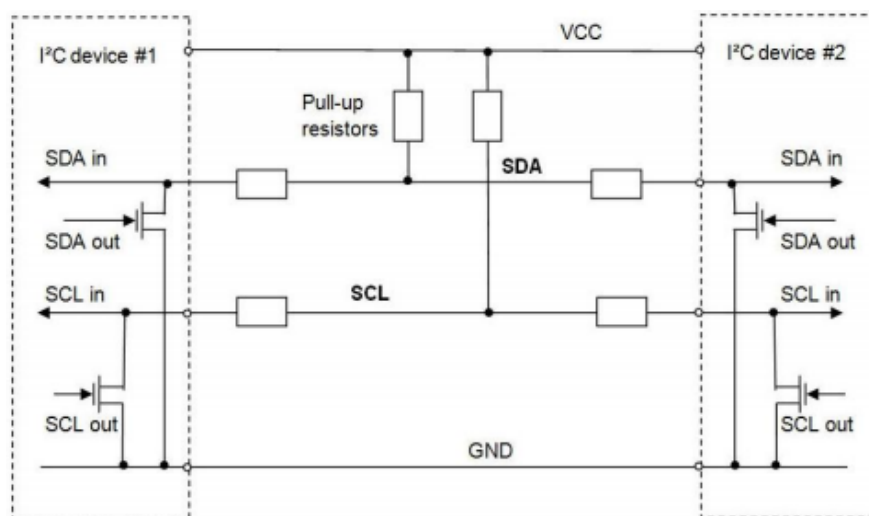 I²C device #1
VCC
I²C device #2
Pull-up
resistors
SDA in
SDA
SDA in
SDA out
SDA out
SCL in
SCL
SCL in
SCL out
SCL out
GND